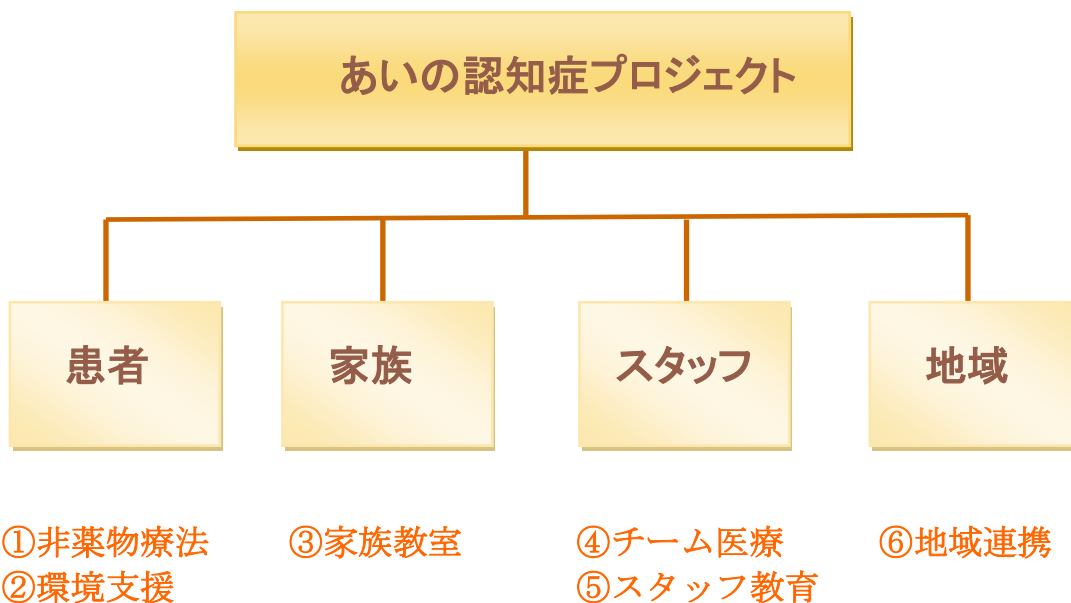 あいの認知症プロジェクト
患者
家族
スタッフ
地域
①非薬物療法
②環境支援
③家族教室
④チーム医療
⑤スタッフ教育
⑥地域連携